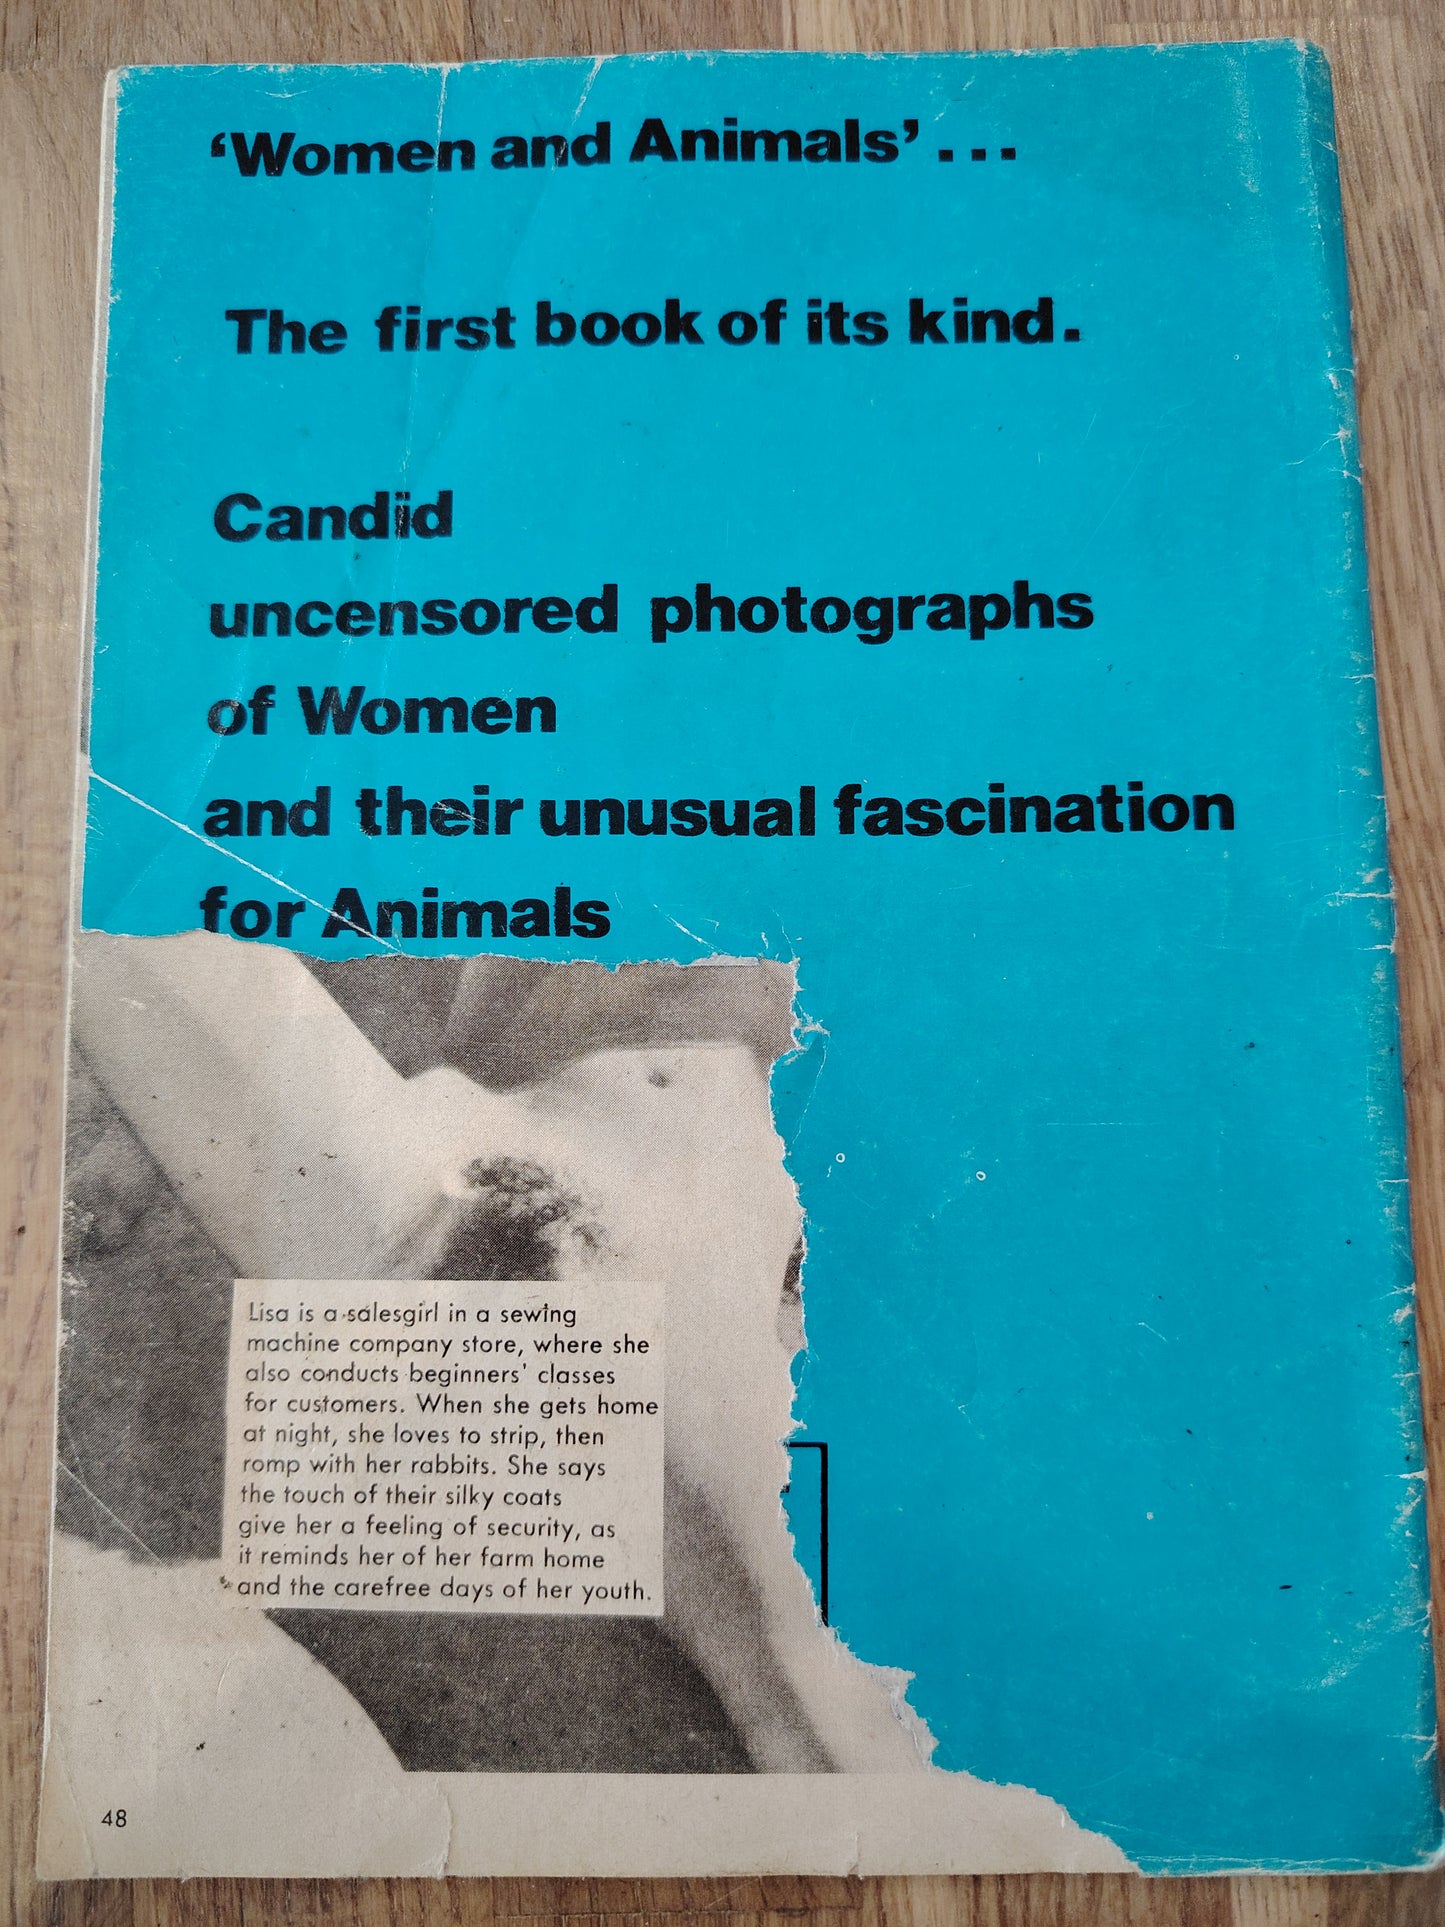 ‘Women and Animals’...
The first book of its kind.
Candid
uncensored photographs
of Women
and their unusual fascination
for Animals
Lisa is a salesgirl in a sewing
machine company store, where she
also conducts beginners' classes
for customers. When she gets home
at night, she loves to strip, then
romp with her rabbits. She says
the touch of their silky coats
give her a feeling of security, as
it reminds her of her farm home
and the carefree days of her youth.
48